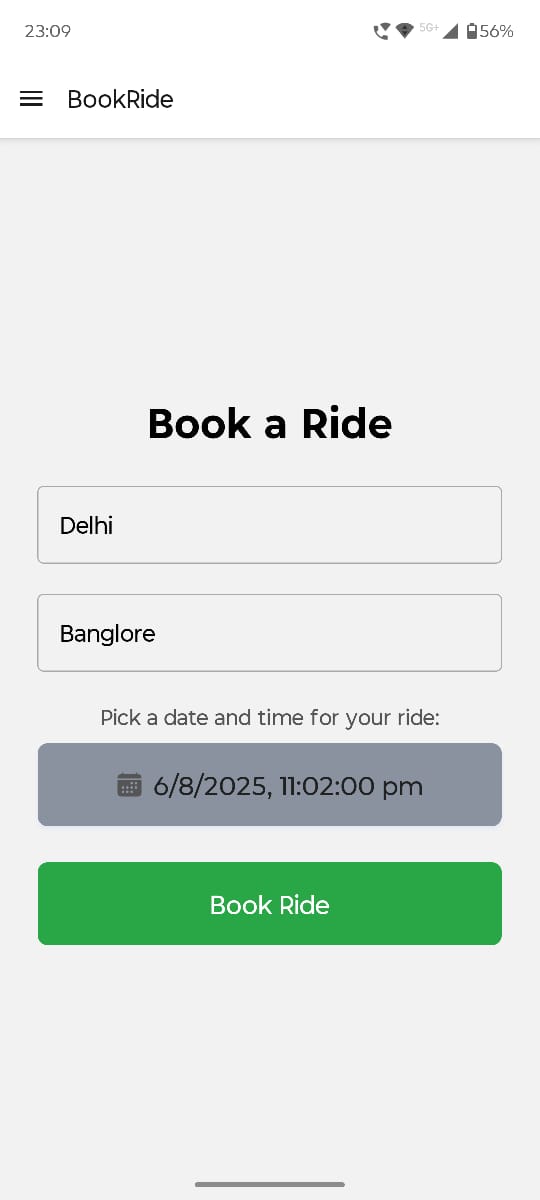 23:09
5G+ 56%
BookRide
Book a Ride
Delhi
Banglore
Pick a date and time for your ride:
6/8/2025, 11:02:00 pm
Book Ride